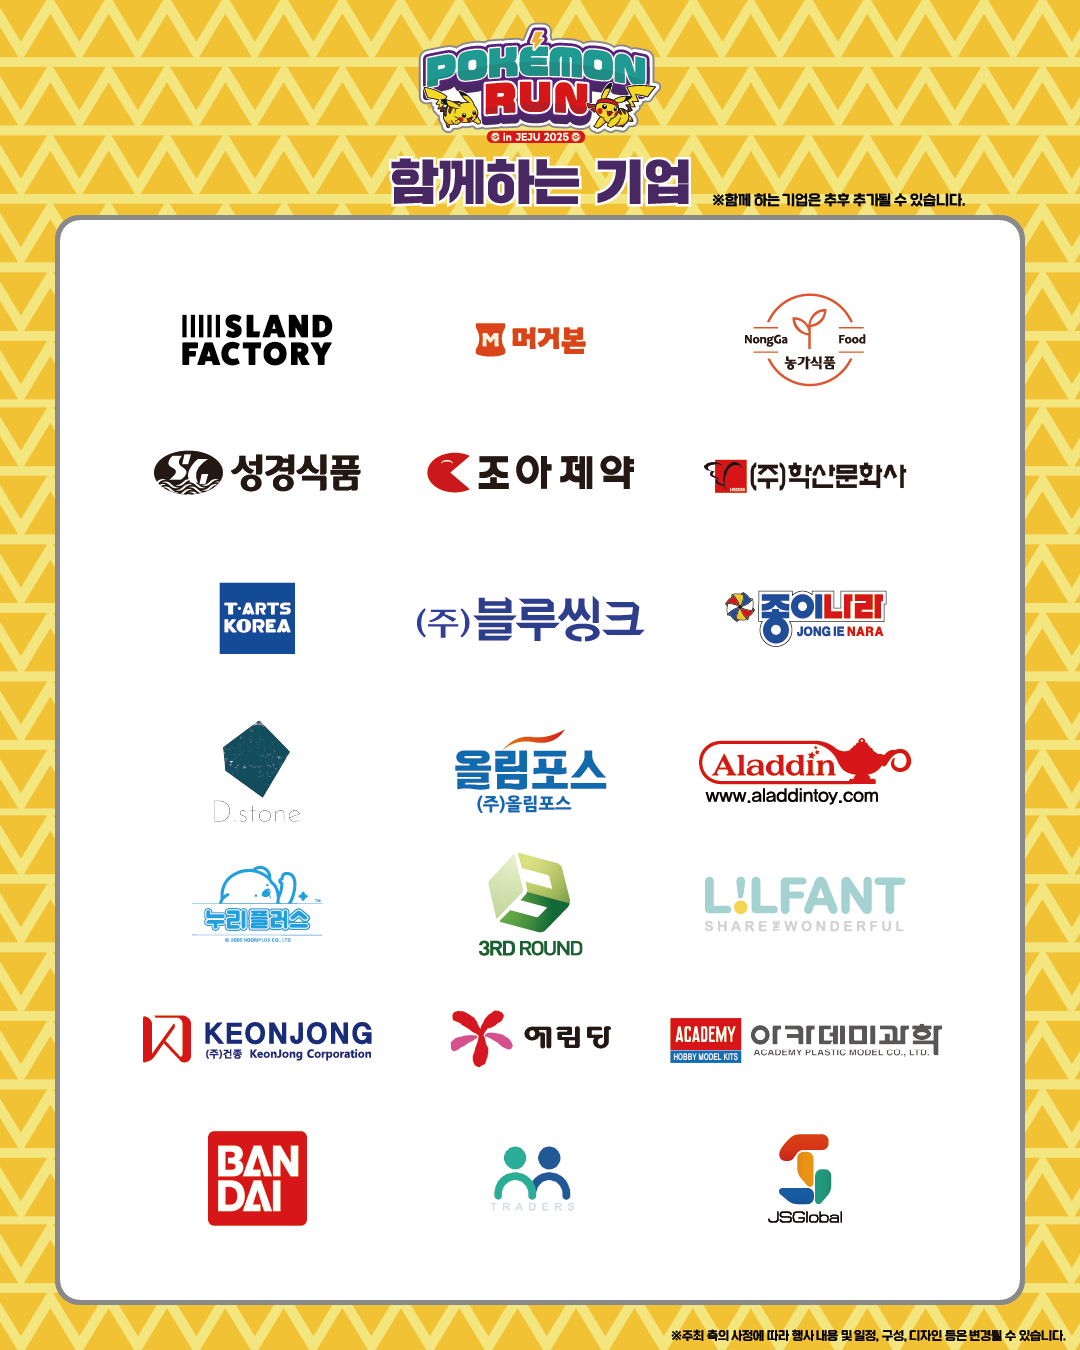 POKÉMON
RUN
in JEJU 2025
함께하는 기업
※함께 하는 기업은 추후 추가될 수 있습니다.
IIIIISLAND
FACTORY
M 머거본
NongGa Food
농가식품
SG 성경식품
조아제약
(주)학산문화사
T-ARTS
KOREA
(주)블루씽크
종이나라
JONG IE NARA
D.stone
올림포스
(주)올림포스
Aladdin
www.aladdintoy.com
누리플러스
TM
© 2005 NOORIPLUS CO., LTD
3RD ROUND
L!LFANT
SHARE THE WONDERFUL
KEONJONG
(주)건종 KeonJong Corporation
예림당
ACADEMY
HOBBY MODEL KITS
아카데미과학
ACADEMY PLASTIC MODEL CO., LTD.
BAN
DAI
TRADERS
JSGlobal
※주최 측의 사정에 따라 행사 내용 및 일정, 구성, 디자인 등은 변경될 수 있습니다.